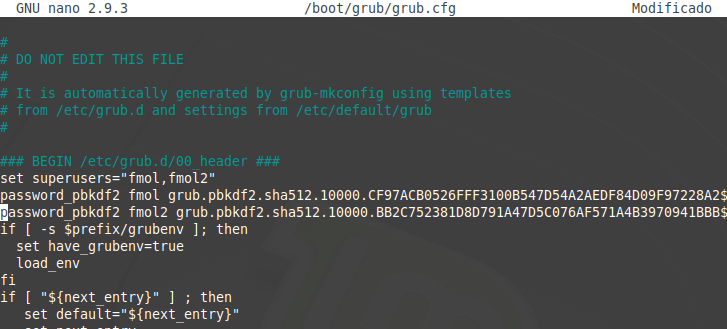 GNU nano 2.9.3 /boot/grub/grub.cfg Modificado
#
# DO NOT EDIT THIS FILE
#
# It is automatically generated by grub-mkconfig using templates
# from /etc/grub.d and settings from /etc/default/grub
#
### BEGIN /etc/grub.d/00 header ###
set superusers="fmol,fmol2"
password_pbkdf2 fmol grub.pbkdf2.sha512.10000.CF97ACB0526FFF3100B547D54A2AEDF84D09F97228A2$
password_pbkdf2 fmol2 grub.pbkdf2.sha512.10000.BB2C752381D8D791A47D5C076AF571A4B3970941BBB$
if [ -s $prefix/grubenv ]; then
set have_grubenv=true
load_env
fi
if [ "${next_entry}" ] ; then
set default="${next_entry}"
set next_entry